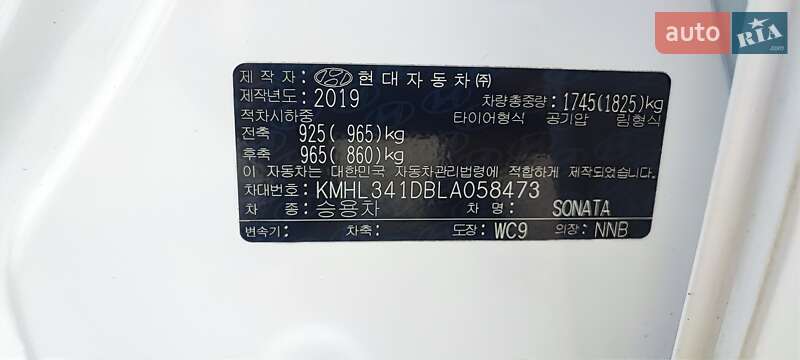 auto RIA .com
제 작 자: 현대자동차㈜
제작년도: 2019 차량총중량: 1745(1825)kg
적차시하중 타이어형식 공기압 림형식
전축 925( 965)kg
후축 965( 860)kg
이 자동차는 대한민국 자동차관리법령에 적합하게 제작되었습니다.
차대번호: KMHL341DBLA058473
차 종: 승용차 차 명: SONATA
변속기: 차축: 도장: WC9 의장: NNB